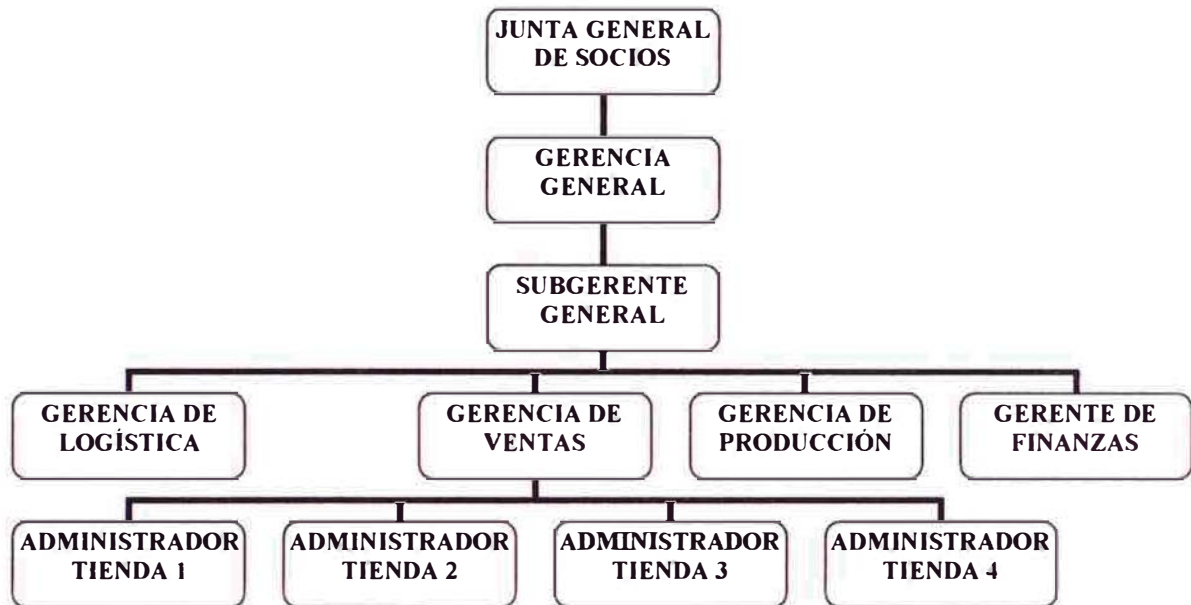 JUNTA GENERAL
DE SOCIOS
GERENCIA
GENERAL
SUBGERENTE
GENERAL
GERENCIA DE
LOGÍSTICA
GERENCIA DE
VENTAS
GERENCIA DE
PRODUCCIÓN
GERENTE DE
FINANZAS
ADMINISTRADOR
TIENDA 1
ADMINISTRADOR
TIENDA 2
ADMINISTRADOR
TIENDA 3
ADMINISTRADOR
TIENDA 4